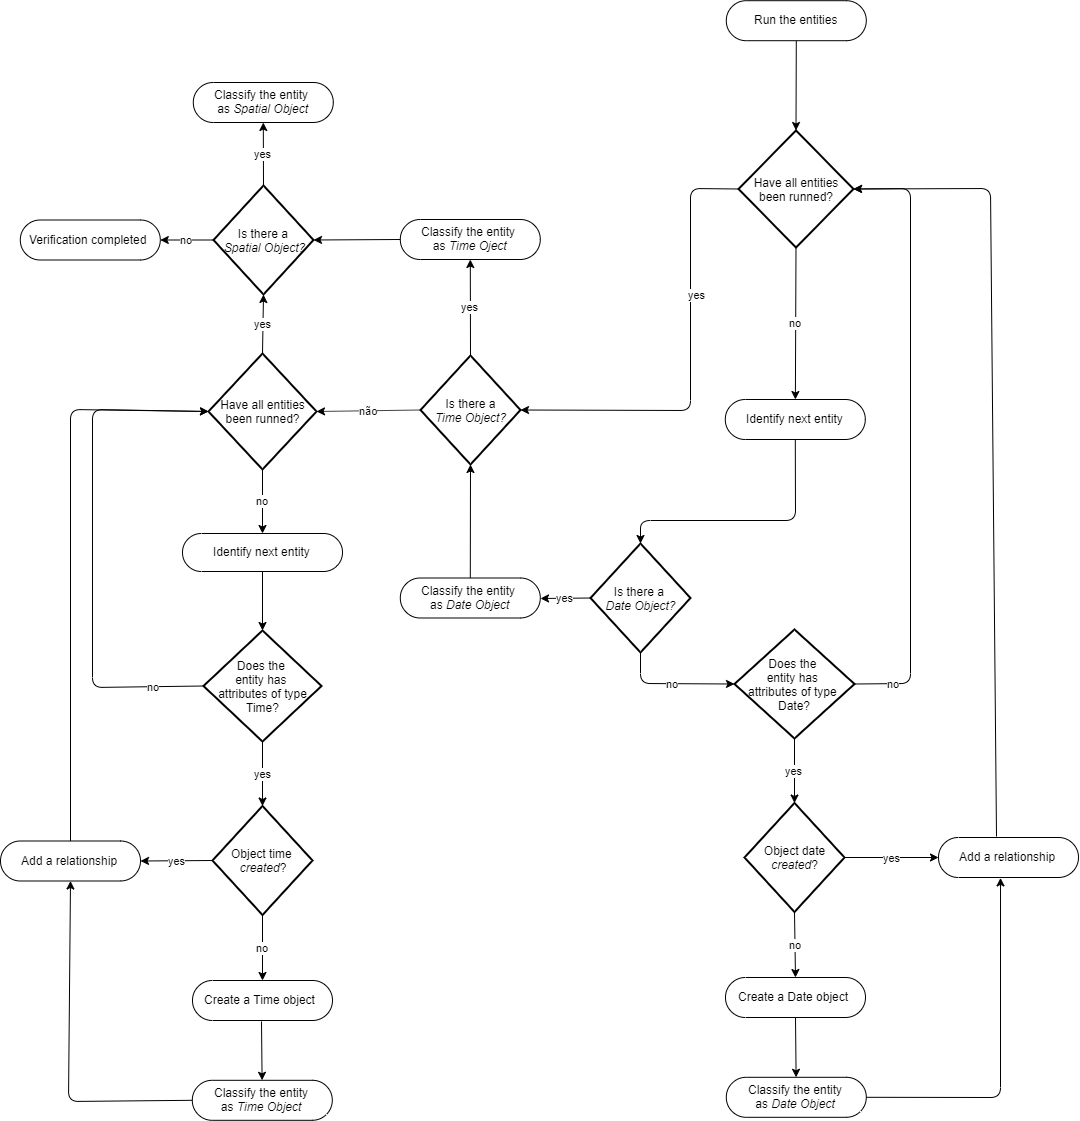 Run the entities
Classify the entity
as Spatial Object
yes
Have all entities
been runned?
Verification completed
no
Is there a
Spatial Object?
Classify the entity
as Time Oject
yes
yes
yes
no
Have all entities
been runned?
não
Is there a
Time Object?
Identify next entity
no
Identify next entity
Classify the entity
as Date Object
yes
Is there a
Date Object?
Does the
entity has
attributes of type
Time?
no
no
Does the
entity has
attributes of type
Date?
no
yes
yes
Add a relationship
yes
Object time
created?
Object date
created?
yes
Add a relationship
no
no
Create a Time object
Create a Date object
Classify the entity
as Time Object
Classify the entity
as Date Object